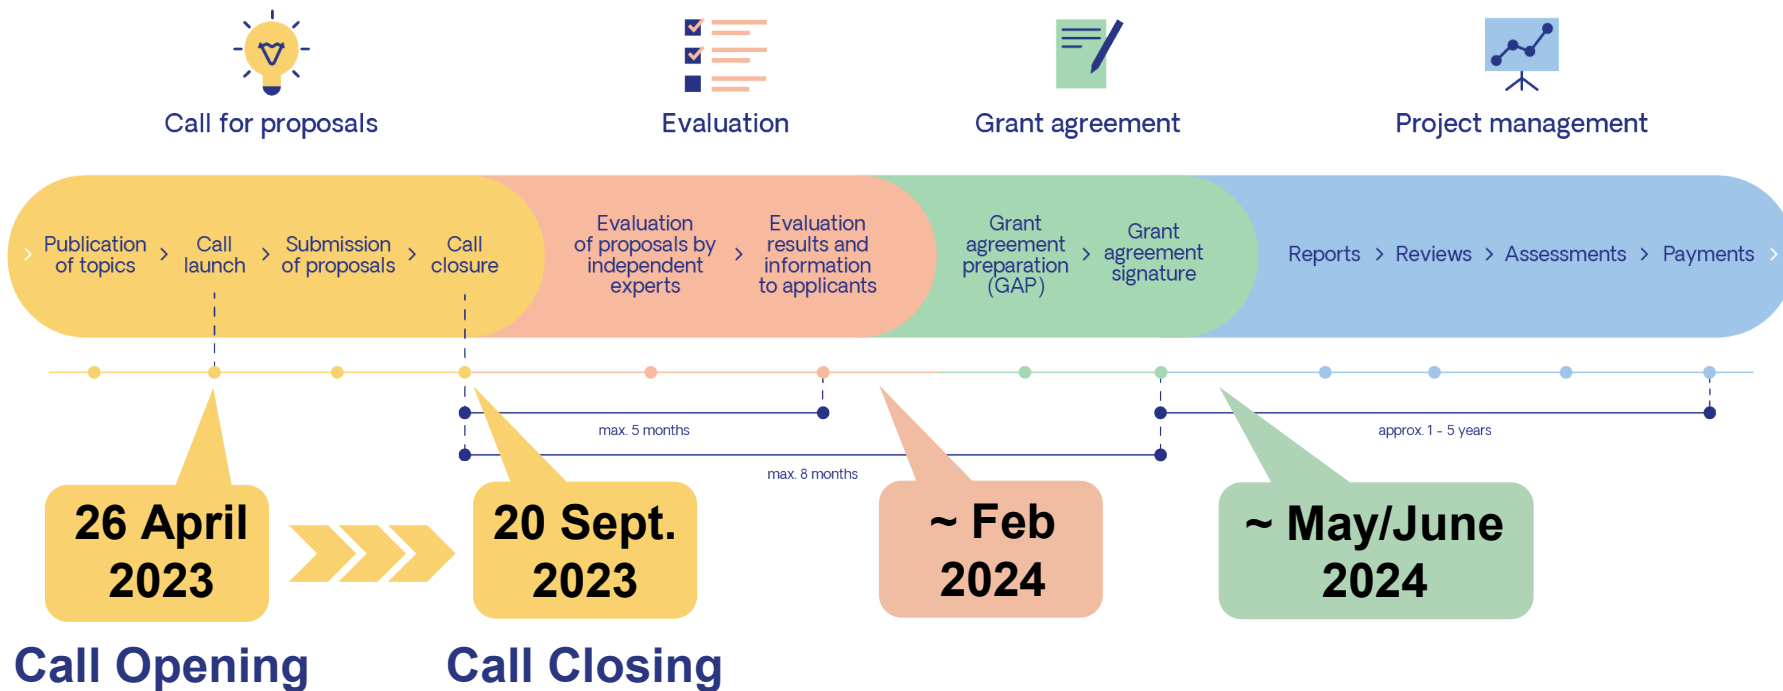 Call for proposals
Evaluation
Grant agreement
Project management
Publication
of topics
Call
launch
Submission
of proposals
Call
closure
Evaluation
of proposals by
independent
experts
Evaluation
results and
information
to applicants
Grant
agreement
preparation
(GAP)
Grant
agreement
signature
Reports
Reviews
Assessments
Payments
max. 5 months
approx. 1 - 5 years
max. 8 months
26 April
2023
20 Sept.
2023
~ Feb
2024
~ May/June
2024
Call Opening
Call Closing